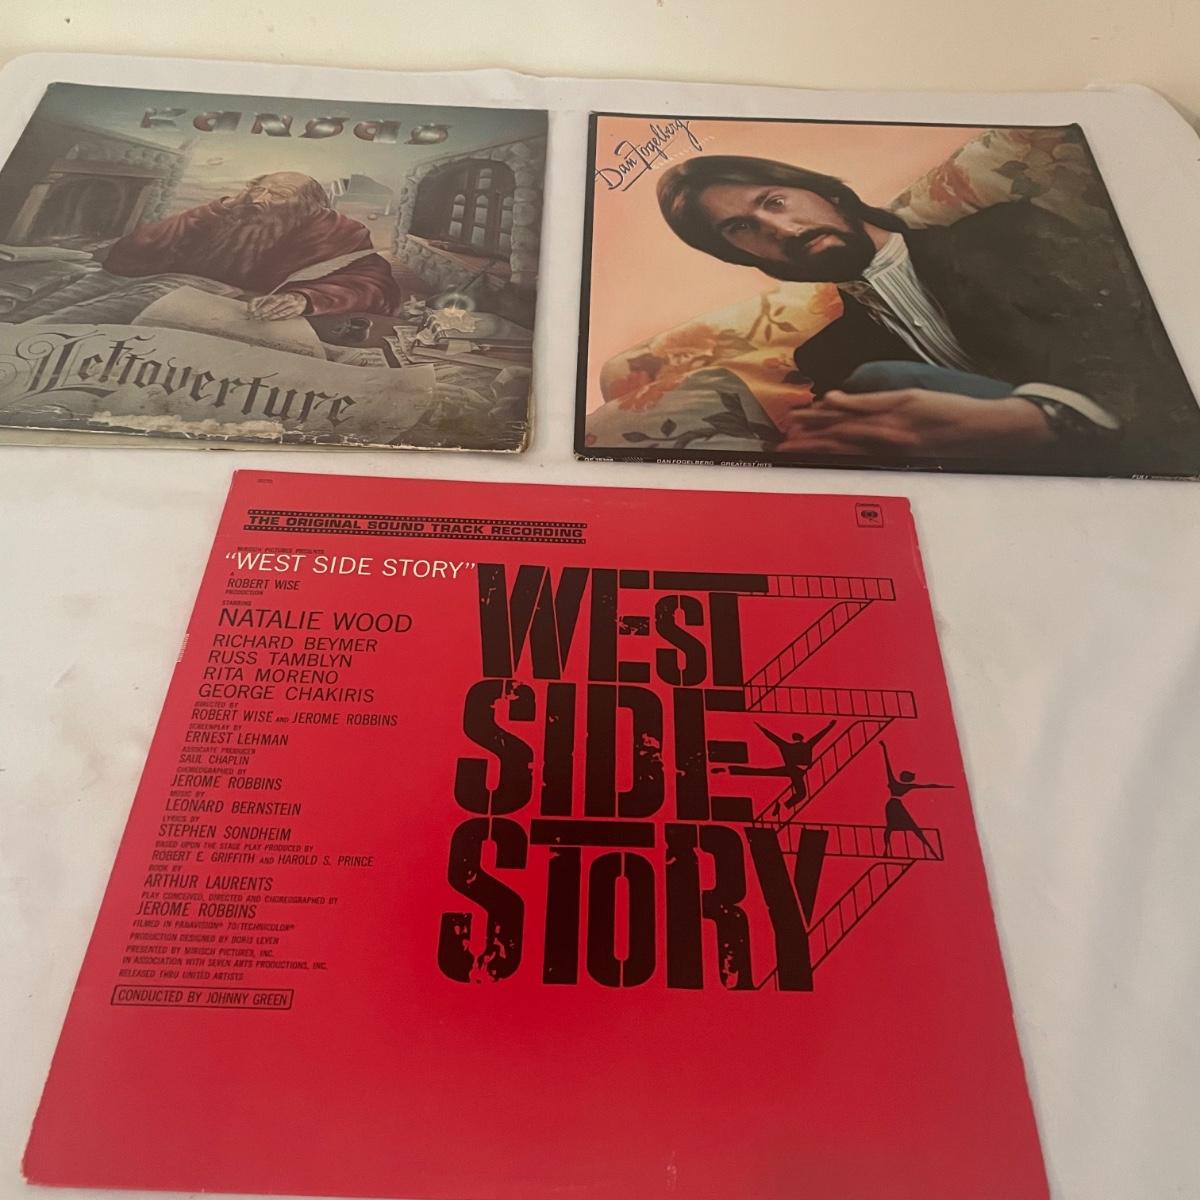 KANSAS
Leftoverture
Dan Fogelberg
DAN FOGELBERG GREATEST HITS
THE ORIGINAL SOUND TRACK RECORDING
MIRISCH PICTURES PRESENTS
"WEST SIDE STORY"
A
ROBERT WISE
PRODUCTION
STARRING
NATALIE WOOD
RICHARD BEYMER
RUSS TAMBLYN
RITA MORENO
GEORGE CHAKIRIS
DIRECTED BY
ROBERT WISE AND JEROME ROBBINS
SCREENPLAY BY
ERNEST LEHMAN
ASSOCIATE PRODUCER
SAUL CHAPLIN
CHOREOGRAPHED BY
JEROME ROBBINS
MUSIC BY
LEONARD BERNSTEIN
LYRICS BY
STEPHEN SONDHEIM
BASED UPON THE STAGE PLAY PRODUCED BY
ROBERT E. GRIFFITH AND HAROLD S. PRINCE
BOOK BY
ARTHUR LAURENTS
PLAY CONCEIVED, DIRECTED AND CHOREOGRAPHED BY
JEROME ROBBINS
FILMED IN PANAVISION® 70/TECHNICOLOR®
PRODUCTION DESIGNED BY BORIS LEVEN
PRESENTED BY MIRISCH PICTURES, INC.
IN ASSOCIATION WITH SEVEN ARTS PRODUCTIONS, INC.
RELEASED THRU UNITED ARTISTS
CONDUCTED BY JOHNNY GREEN
WEST
SIDE
STORY